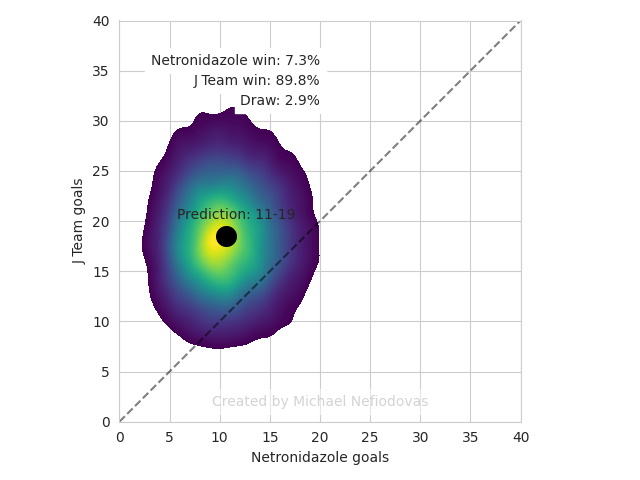 40
35
30
25
20
15
10
5
0
J Team goals
Netronidazole win: 7.3%
J Team win: 89.8%
Draw: 2.9%
Prediction: 11-19
Created by Michael Nefiodovas
0 5 10 15 20 25 30 35 40
Netronidazole goals